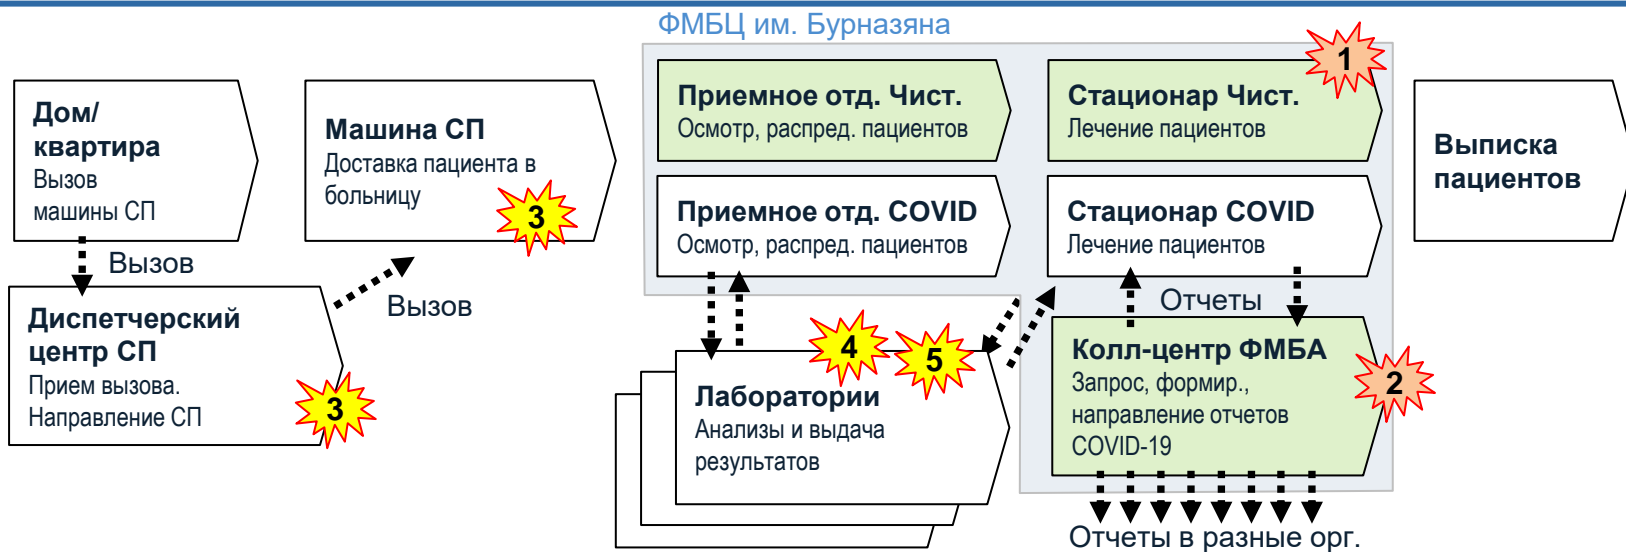 ФМБЦ им. Бурназяна
Дом/
квартира
Вызов
машины СП
Вызов
Диспетчерский
центр СП
Прием вызова.
Направление СП
3
Машина СП
Доставка пациента в
больницу
3
Вызов
Приемное отд. Чист.
Осмотр, распред. пациентов
Приемное отд. COVID
Осмотр, распред. пациентов
Лаборатории
Анализы и выдача
результатов
4
5
Стационар Чист.
Лечение пациентов
1
Стационар COVID
Лечение пациентов
Отчеты
Колл-центр ФМБА
Запрос, формир.,
направление отчетов
COVID-19
2
Отчеты в разные орг.
Выписка
пациентов